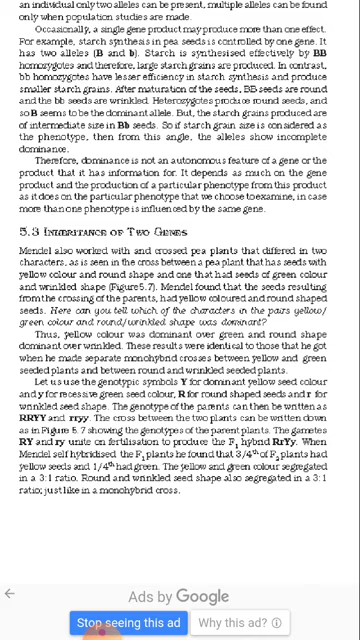 an individual only two alleles can be present, multiple alleles can be found
only when population studies are made.
Occasionally, a single gene product may produce more than one effect.
For example, starch synthesis in pea seeds is controlled by one gene. It
has two alleles (B and b). Starch is synthesised effectively by BB
homozygotes and therefore, large starch grains are produced. In contrast,
bb homozygotes have lesser efficiency in starch synthesis and produce
smaller starch grains. After maturation of the seeds, BB seeds are round
and the bb seeds are wrinkled. Heterozygotes produce round seeds, and
so B seems to be the dominant allele. But, the starch grains produced are
of intermediate size in Bb seeds. So if starch grain size is considered as
the phenotype, then from this angle, the alleles show incomplete
dominance.
Therefore, dominance is not an autonomous feature of a gene or the
product that it has information for. It depends as much on the gene
product and the production of a particular phenotype from this product
as it does on the particular phenotype that we choose to examine, in case
more than one phenotype is influenced by the same gene.
5.3 INHERITANCE OF TWO GENES
Mendel also worked with and crossed pea plants that differed in two
characters, as is seen in the cross between a pea plant that has seeds with
yellow colour and round shape and one that had seeds of green colour
and wrinkled shape (Figure 5.7). Mendel found that the seeds resulting
from the crossing of the parents, had yellow coloured and round shaped
seeds. Here can you tell which of the characters in the pairs yellow/
green colour and round/wrinkled shape was dominant?
Thus, yellow colour was dominant over green and round shape
dominant over wrinkled. These results were identical to those that he got
when he made separate monohybrid crosses between yellow and green
seeded plants and between round and wrinkled seeded plants.
Let us use the genotypic symbols Y for dominant yellow seed colour
and y for recessive green seed colour, R for round shaped seeds and r for
wrinkled seed shape. The genotype of the parents can then be written as
RRYY and rryy. The cross between the two plants can be written down
as in Figure 5.7 showing the genotypes of the parent plants. The gametes
RY and ry unite on fertilisation to produce the F1 hybrid RrYy. When
Mendel self hybridised the F1 plants he found that 3/4th of F2 plants had
yellow seeds and 1/4th had green. The yellow and green colour segregated
in a 3:1 ratio. Round and wrinkled seed shape also segregated in a 3:1
ratio; just like in a monohybrid cross.
Ads by Google
Stop seeing this ad Why this ad?